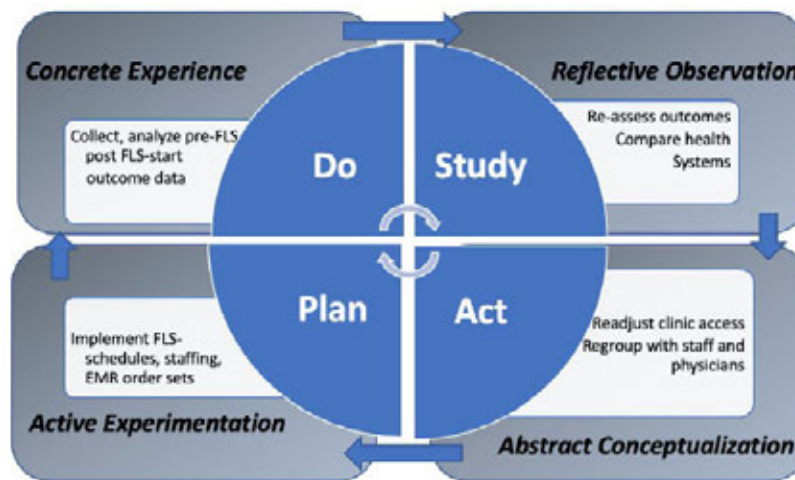 Concrete Experience
Collect, analyze pre-FLS
post FLS-start
outcome data
Do
Study
Reflective Observation
Re-assess outcomes
Compare health
Systems
Plan
Act
Implement FLS-
schedules, staffing,
EMR order sets
Active Experimentation
Readjust clinic access
Regroup with staff and
physicians
Abstract Conceptualization